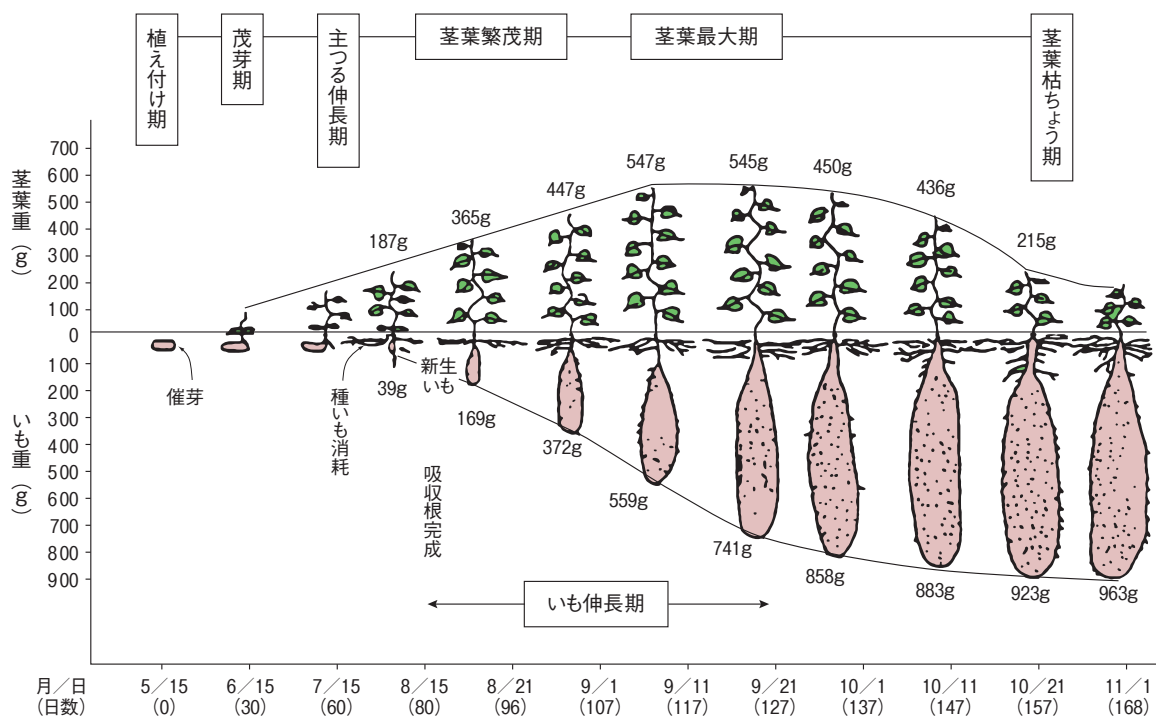 植え付け期
茂芽期
主つる伸長期
茎葉繁茂期
茎葉最大期
茎葉枯ちょう期
茎葉重(g)
700
600
500
400
300
200
100
0
100
200
300
400
500
600
700
800
900
いも重(g)
187g
365g
447g
547g
545g
450g
436g
215g
催芽
種いも消耗
39g
新生
いも
169g
372g
559g
741g
858g
883g
923g
963g
吸収根完成
いも伸長期
月/日 5/15 6/15 7/15 8/15 8/21 9/1 9/11 9/21 10/1 10/11 10/21 11/1
(日数) (0) (30) (60) (80) (96) (107) (117) (127) (137) (147) (157) (168)